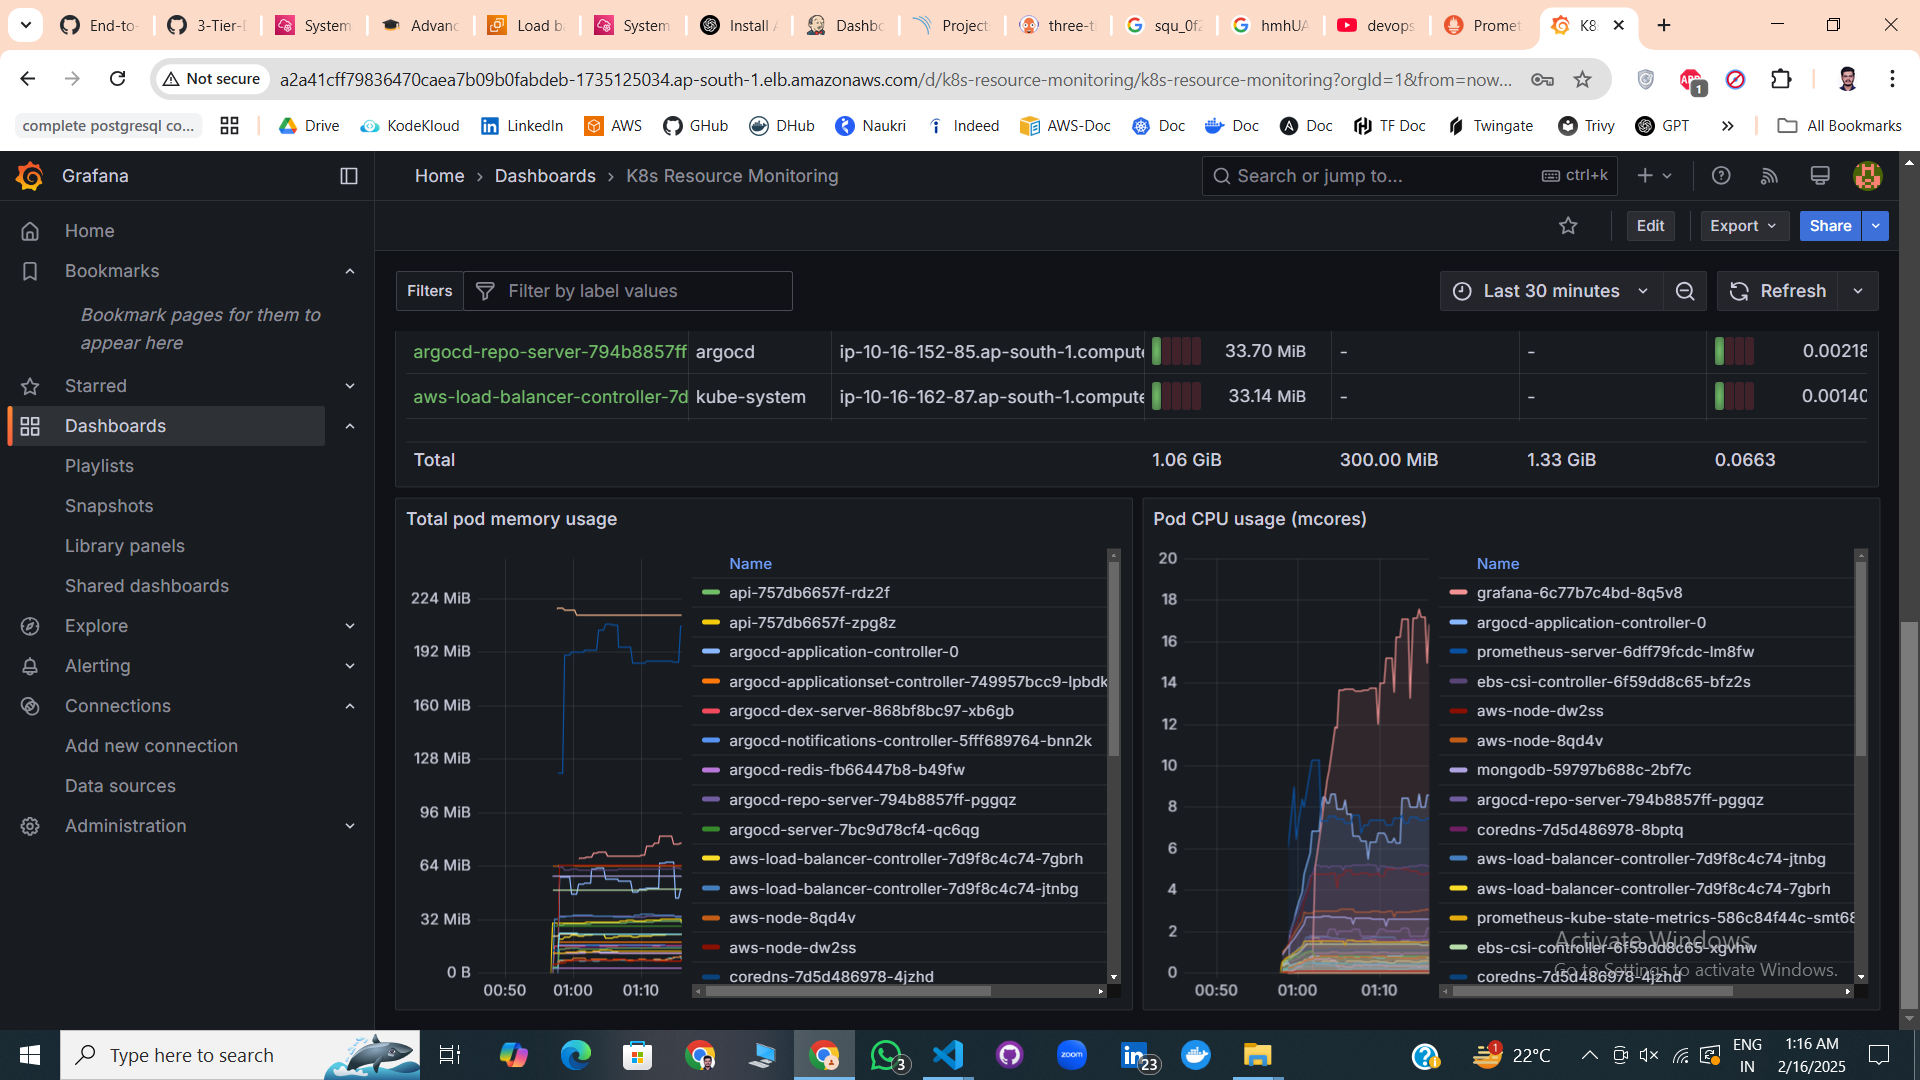 End-to-
3-Tier-D
System
Advanc
Load b
System
Install A
Dashbo
Project
three-ti
squ_0f2
hmhUA
devops
Promet
K8
Not secure
a2a41cff79836470caea7b09b0fabdeb-1735125034.ap-south-1.elb.amazonaws.com/d/k8s-resource-monitoring/k8s-resource-monitoring?orgId=1&from=now...
1
complete postgresql co...
Drive
KodeKloud
LinkedIn
AWS
GHub
DHub
Naukri
Indeed
AWS-Doc
Doc
Doc
Doc
TF Doc
Twingate
Trivy
GPT
All Bookmarks
Grafana
Home
Dashboards
K8s Resource Monitoring
Search or jump to...
ctrl+k
Edit
Export
Share
Home
Bookmarks
Bookmark pages for them to
appear here
Starred
Dashboards
Playlists
Snapshots
Library panels
Shared dashboards
Explore
Alerting
Connections
Add new connection
Data sources
Administration
Filters
Filter by label values
Last 30 minutes
Refresh
argocd-repo-server-794b8857ff argocd ip-10-16-152-85.ap-south-1.compute 33.70 MiB - - 0.00218
aws-load-balancer-controller-7d kube-system ip-10-16-162-87.ap-south-1.compute 33.14 MiB - - 0.00140
Total 1.06 GiB 300.00 MiB 1.33 GiB 0.0663
Total pod memory usage
224 MiB
192 MiB
160 MiB
128 MiB
96 MiB
64 MiB
32 MiB
0 B
00:50 01:00 01:10
Name
api-757db6657f-rdz2f
api-757db6657f-zpg8z
argocd-application-controller-0
argocd-applicationset-controller-749957bcc9-lpbdk
argocd-dex-server-868bf8bc97-xb6gb
argocd-notifications-controller-5fff689764-bnn2k
argocd-redis-fb66447b8-b49fw
argocd-repo-server-794b8857ff-pggqz
argocd-server-7bc9d78cf4-qc6qg
aws-load-balancer-controller-7d9f8c4c74-7gbrh
aws-load-balancer-controller-7d9f8c4c74-jtnbg
aws-node-8qd4v
aws-node-dw2ss
coredns-7d5d486978-4jzhd
Pod CPU usage (mcores)
20
18
16
14
12
10
8
6
4
2
0
00:50 01:00 01:10
Name
grafana-6c77b7c4bd-8q5v8
argocd-application-controller-0
prometheus-server-6dff79fcdc-lm8fw
ebs-csi-controller-6f59dd8c65-bfz2s
aws-node-dw2ss
aws-node-8qd4v
mongodb-59797b688c-2bf7c
argocd-repo-server-794b8857ff-pggqz
coredns-7d5d486978-8bptq
aws-load-balancer-controller-7d9f8c4c74-jtnbg
aws-load-balancer-controller-7d9f8c4c74-7gbrh
prometheus-kube-state-metrics-586c84f44c-smt68
ebs-csi-controller-6f59dd8c65-xgvhw
coredns-7d5d486978-4jzhd
Activate Windows
Go to Settings to activate Windows.
Type here to search
zoom
3
23
1
22°C
ENG
IN
1:16 AM
2/16/2025